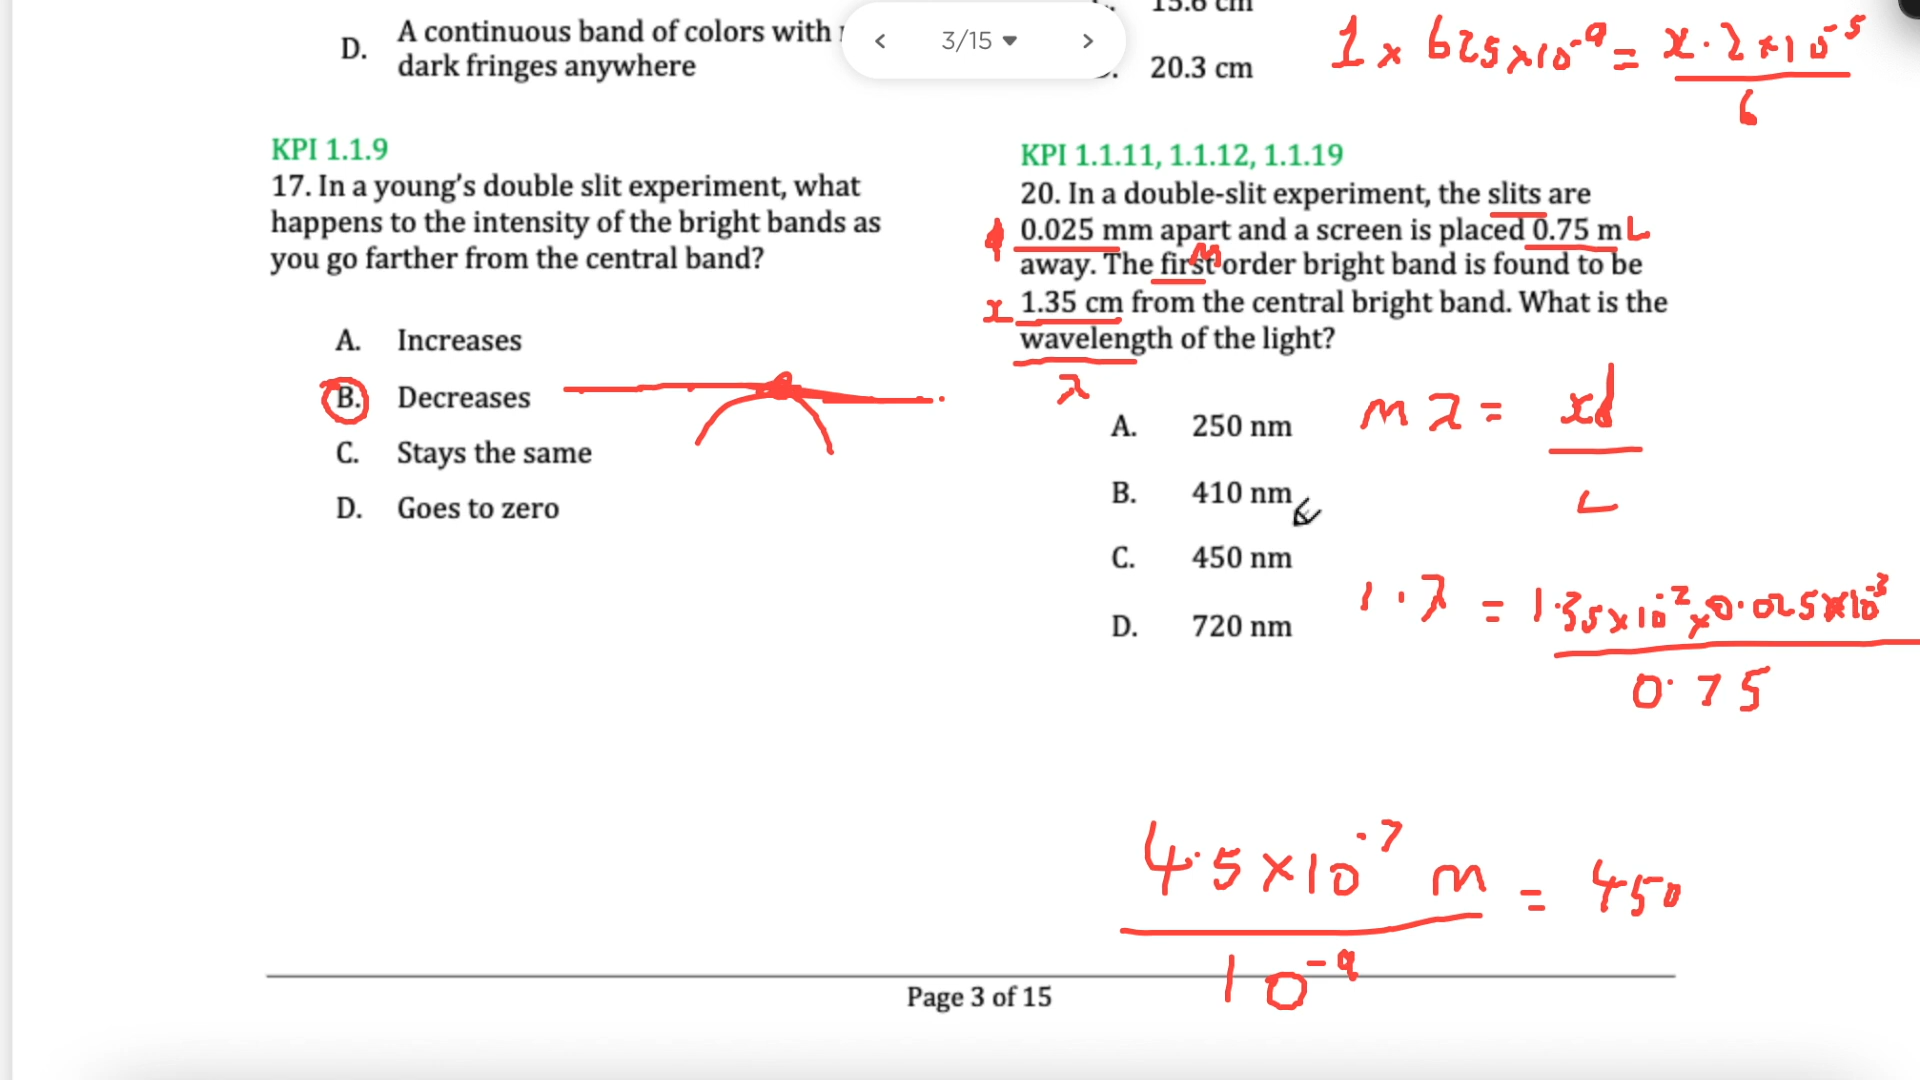 D. A continuous band of colors with
dark fringes anywhere
KPI 1.1.9
17. In a young's double slit experiment, what
happens to the intensity of the bright bands as
you go farther from the central band?
A. Increases
B. Decreases
C. Stays the same
D. Goes to zero
3/15
20.3 cm
1 × 625×10⁻⁹ = x · 2×10⁻⁵
6
KPI 1.1.11, 1.1.12, 1.1.19
20. In a double-slit experiment, the slits are
d 0.025 mm apart and a screen is placed 0.75 m L
m
away. The first order bright band is found to be
x 1.35 cm from the central bright band. What is the
wavelength of the light?
λ
A. 250 nm
B. 410 nm
C. 450 nm
D. 720 nm
m λ = xd
L
1 · λ = 1.35×10⁻² × 0.025×10⁻³
0.75
4.5×10⁻⁷ m = 450
10⁻⁹
Page 3 of 15